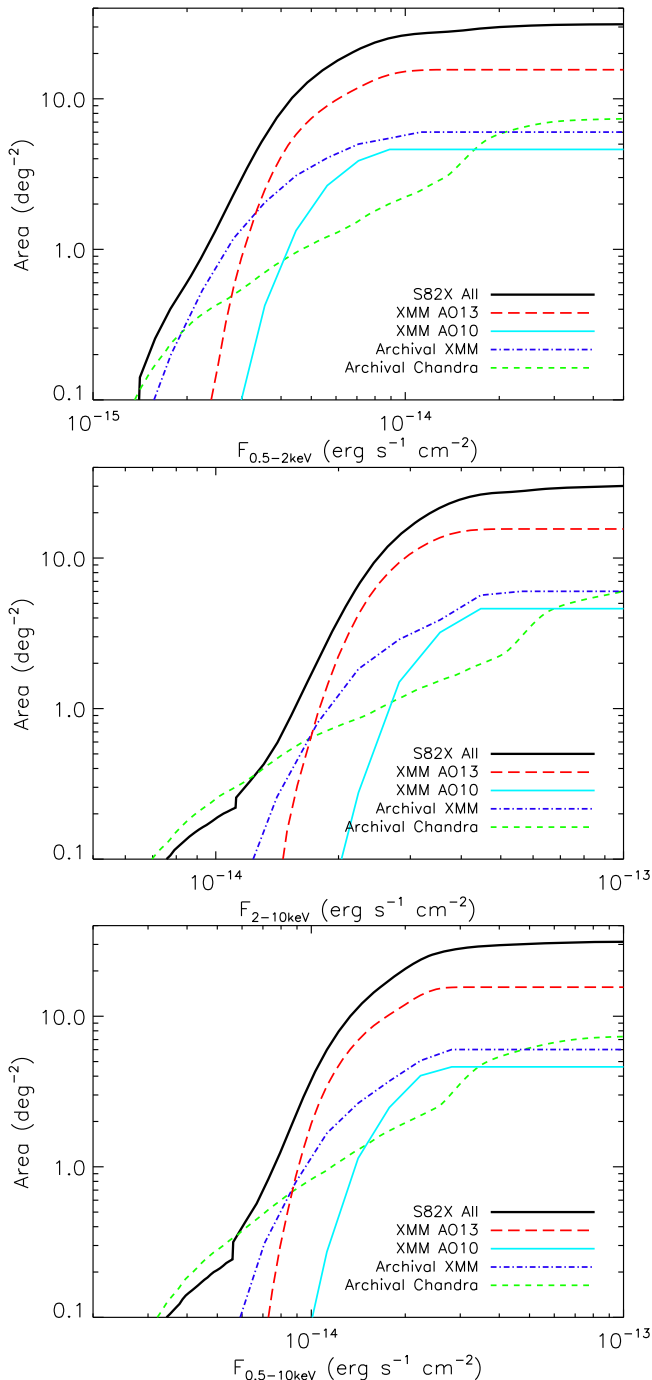 Area (deg⁻²)
10.0
1.0
0.1
S82X All
XMM AO13
XMM AO10
Archival XMM
Archival Chandra
10⁻¹⁵
10⁻¹⁴
F₀.₅₋₂ₖₑᵥ (erg s⁻¹ cm⁻²)
Area (deg⁻²)
10.0
1.0
0.1
S82X All
XMM AO13
XMM AO10
Archival XMM
Archival Chandra
10⁻¹⁴
10⁻¹³
F₂₋₁₀ₖₑᵥ (erg s⁻¹ cm⁻²)
Area (deg⁻²)
10.0
1.0
0.1
S82X All
XMM AO13
XMM AO10
Archival XMM
Archival Chandra
10⁻¹⁴
10⁻¹³
F₀.₅₋₁₀ₖₑᵥ (erg s⁻¹ cm⁻²)